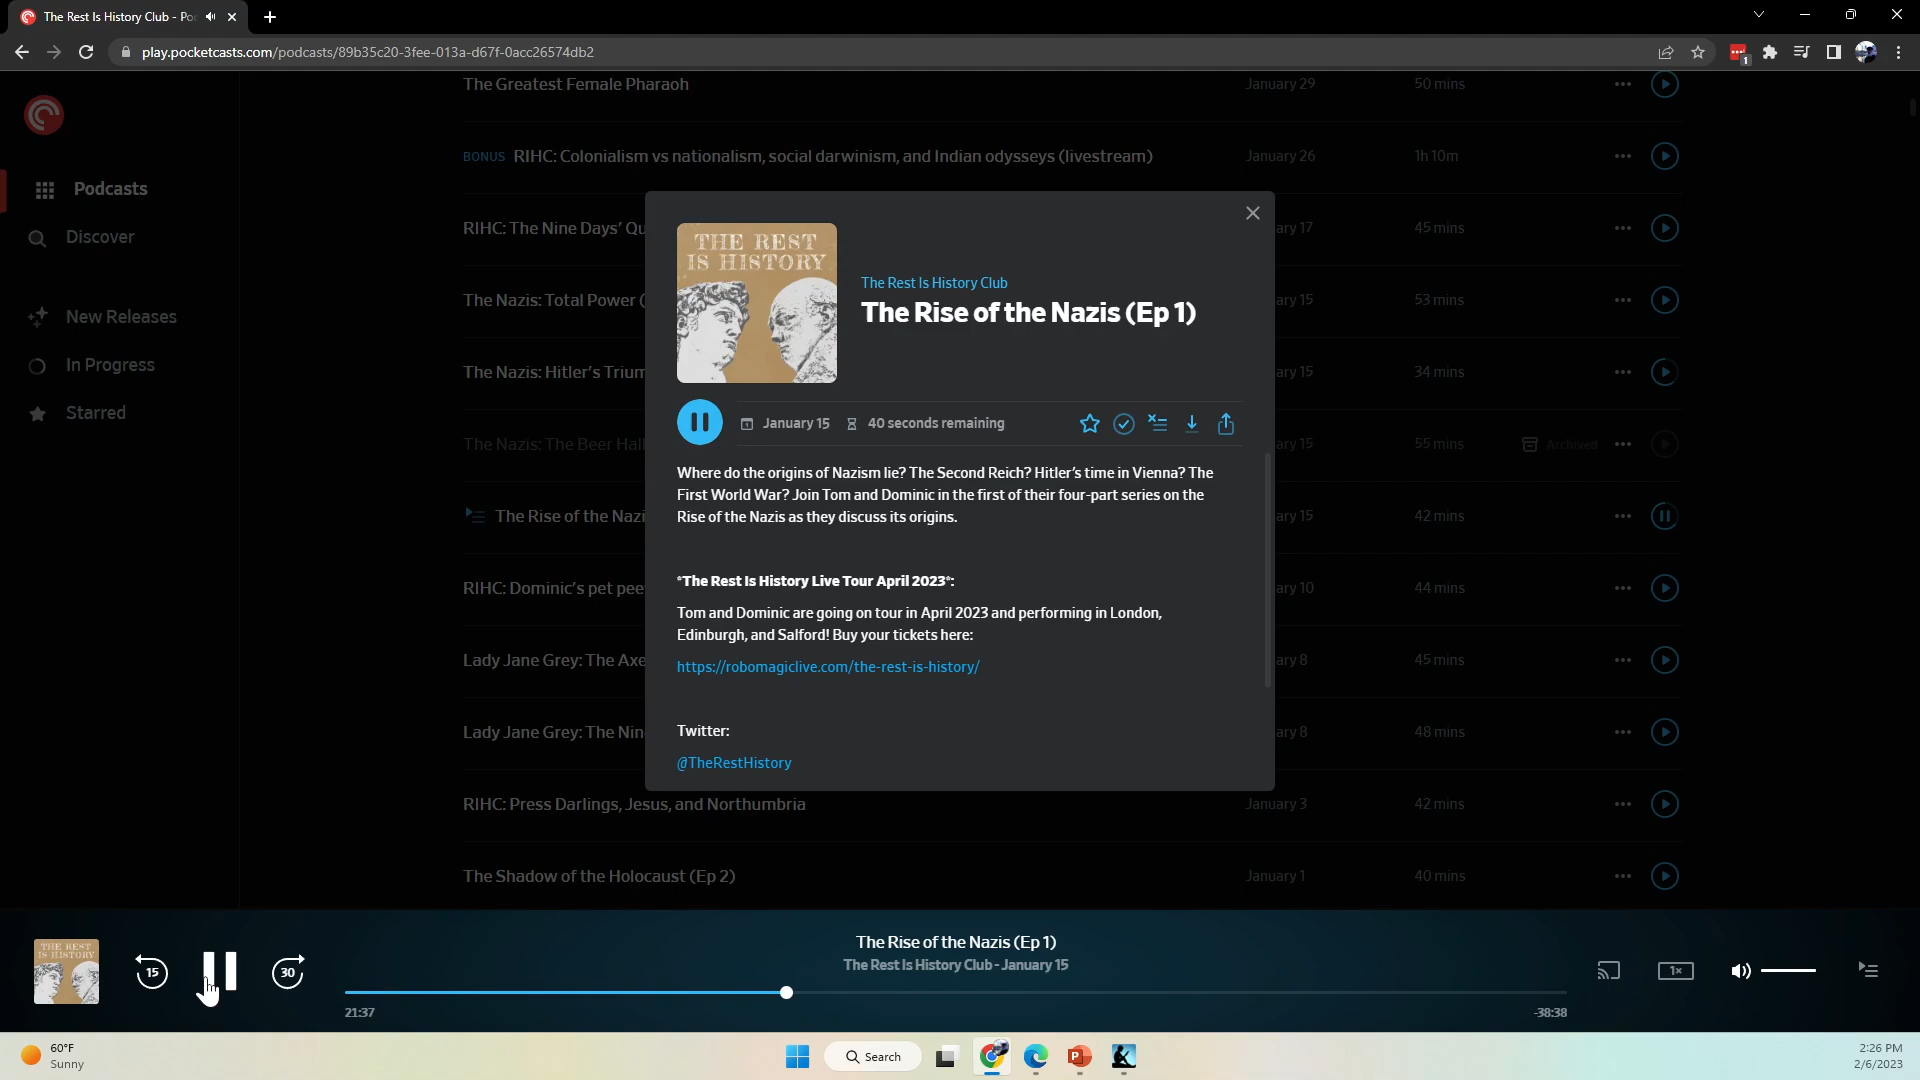 The Rest Is History Club - Po
play.pocketcasts.com/podcasts/89b35c20-3fee-013a-d67f-0acc26574db2
1
The Greatest Female Pharaoh January 29 50 mins
BONUS RIHC: Colonialism vs nationalism, social darwinism, and Indian odysseys (livestream) January 26 1h 10m
Podcasts
Discover
New Releases
In Progress
Starred
RIHC: The Nine Days' Qu ary 17 45 mins
The Nazis: Total Power ( ary 15 53 mins
The Nazis: Hitler's Trium ary 15 34 mins
The Nazis: The Beer Hall ary 15 55 mins Archived
The Rise of the Nazi ary 15 42 mins
RIHC: Dominic's pet pee ary 10 44 mins
Lady Jane Grey: The Axe ary 8 45 mins
Lady Jane Grey: The Nin ary 8 48 mins
RIHC: Press Darlings, Jesus, and Northumbria January 3 42 mins
The Shadow of the Holocaust (Ep 2) January 1 40 mins
THE REST
IS HISTORY
The Rest Is History Club
The Rise of the Nazis (Ep 1)
January 15 40 seconds remaining
Where do the origins of Nazism lie? The Second Reich? Hitler's time in Vienna? The
First World War? Join Tom and Dominic in the first of their four-part series on the
Rise of the Nazis as they discuss its origins.
*The Rest Is History Live Tour April 2023*:
Tom and Dominic are going on tour in April 2023 and performing in London,
Edinburgh, and Salford! Buy your tickets here:
https://robomagiclive.com/the-rest-is-history/
Twitter:
@TheRestHistory
THE REST
IS HISTORY
15
30
The Rise of the Nazis (Ep 1)
The Rest Is History Club - January 15
21:37
-38:38
1×
60°F
Sunny
Search
2:26 PM
2/6/2023